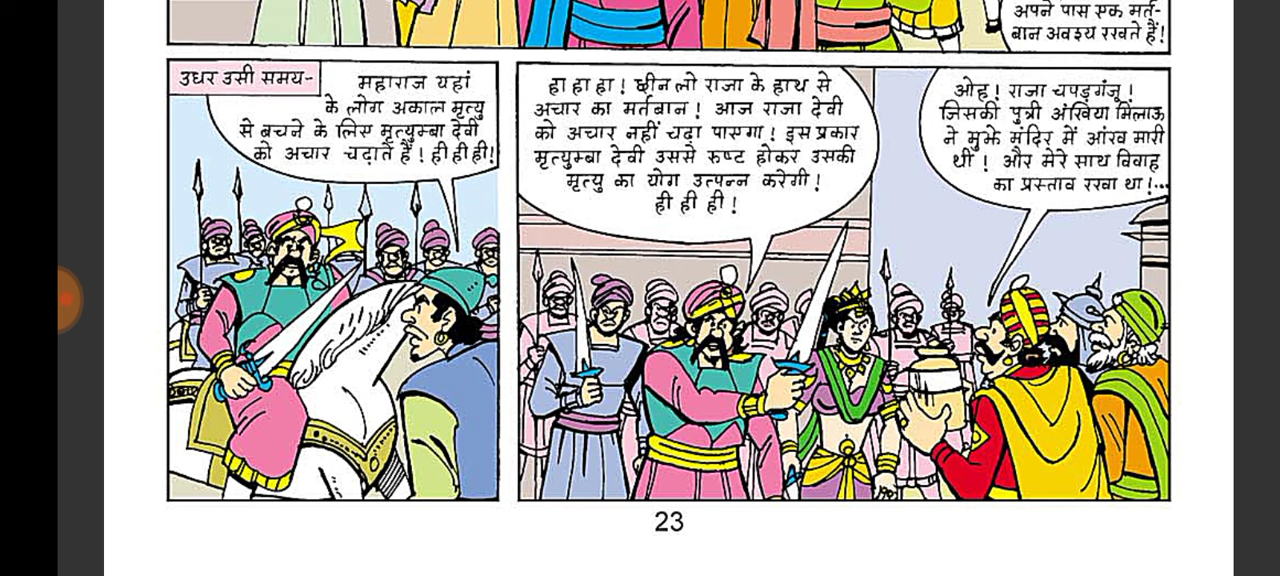 अपने पास एक मर्त-
बान अवश्य रखते हैं!
उधर उसी समय-
महाराज यहां
के लोग अकाल मृत्यु
से बचने के लिए मृत्युम्बा देवी
को अचार चढ़ाते हैं! ही ही ही!
हा हा हा! छीन लो राजा के हाथ से
अचार का मर्तबान! आज राजा देवी
को अचार नहीं चढ़ा पाएगा! इस प्रकार
मृत्युम्बा देवी उससे रुष्ट होकर उसकी
मृत्यु का योग उत्पन्न करेगी!
ही ही ही!
ओह! राजा चपड़गंजू!
जिसकी पुत्री अंखियां मिलाऊ
ने मुझे मंदिर में आंख मारी
थी! और मेरे साथ विवाह
का प्रस्ताव रखा था!...
23